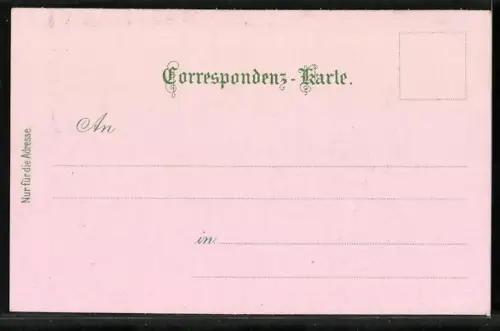 Correspondenz-Karte.
An
in
Nur für die Adresse